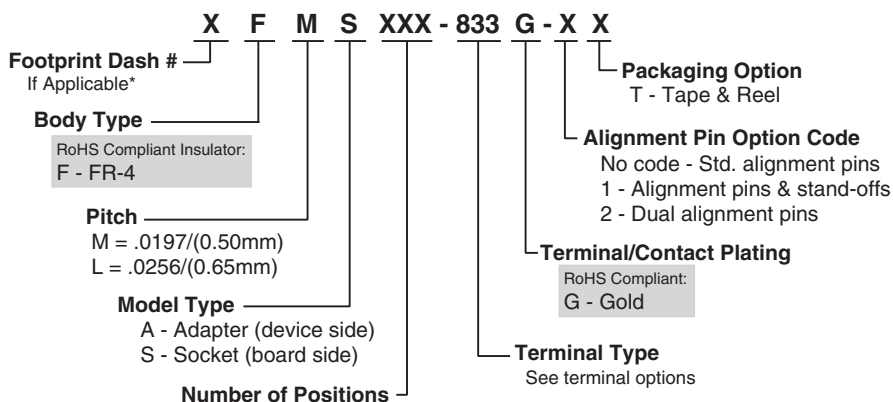 X F M S XXX - 833 G - X X
Footprint Dash #
If Applicable*
Body Type
RoHS Compliant Insulator:
F - FR-4
Pitch
M = .0197/(0.50mm)
L = .0256/(0.65mm)
Model Type
A - Adapter (device side)
S - Socket (board side)
Number of Positions
Packaging Option
T - Tape & Reel
Alignment Pin Option Code
No code - Std. alignment pins
1 - Alignment pins & stand-offs
2 - Dual alignment pins
Terminal/Contact Plating
RoHS Compliant:
G - Gold
Terminal Type
See terminal options